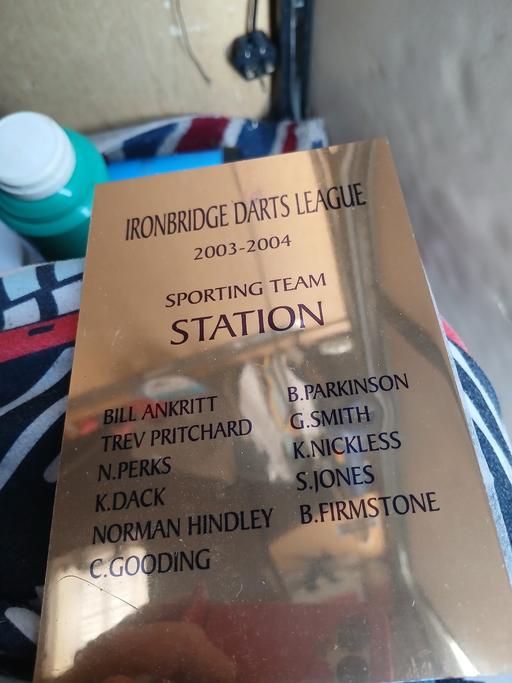 IRONBRIDGE DARTS LEAGUE
2003-2004
SPORTING TEAM
STATION
BILL ANKRITT
TREV PRITCHARD
N.PERKS
K.DACK
NORMAN HINDLEY
C.GOODING
B.PARKINSON
G.SMITH
K.NICKLESS
S.JONES
B.FIRMSTONE